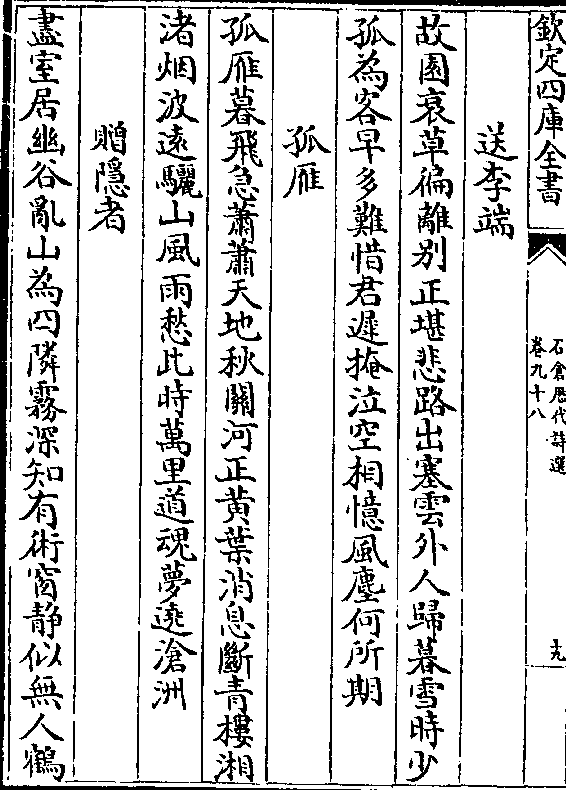 欽定四庫全書
石倉歴代詩選
卷九十八
十九
送李端
故園衰草徧離别正堪悲路出塞雲外人歸暮雪時少
孤為客早多難惜君遲掩泣空相憶風塵何所期
孤雁
孤雁暮飛急蕭蕭天地秋關河正黄葉消息斷青樓湘
渚烟波遠驪山風雨愁此時萬里道魂夢遶滄洲
贈隱者
盡室居幽谷亂山為四隣霧深知有術窗静似無人鶴